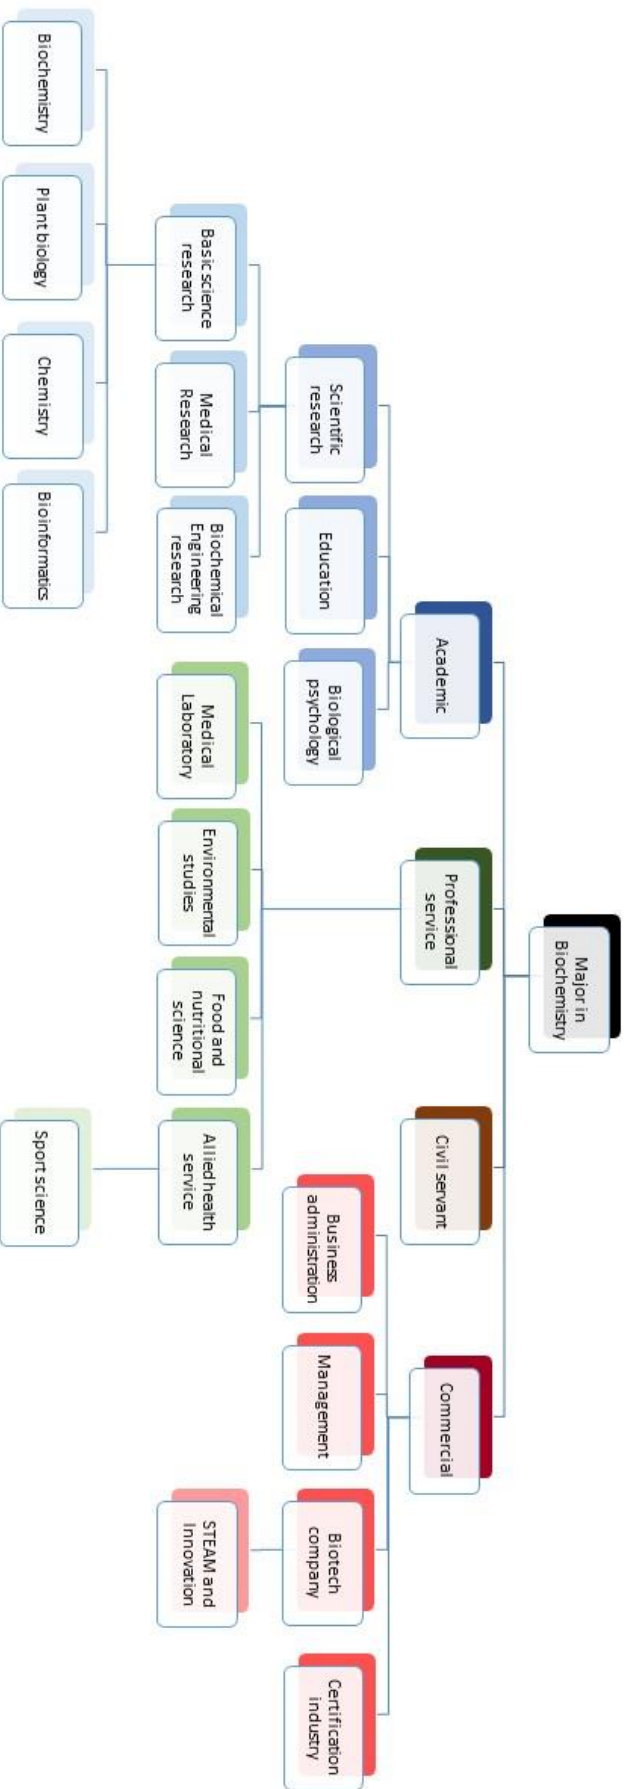 Major in
Biochemistry
Academic
Professional
service
Civil servant
Commercial
Scientific
research
Education
Biological
psychology
Business
administration
Management
Biotech
company
Certification
industry
Basic science
research
Medical
Research
Biochemical
Engineering
research
Medical
Laboratory
Environmental
studies
Food and
nutritional
science
Allied health
service
STEAM and
Innovation
Biochemistry
Plant biology
Chemistry
Bioinformatics
Sport science